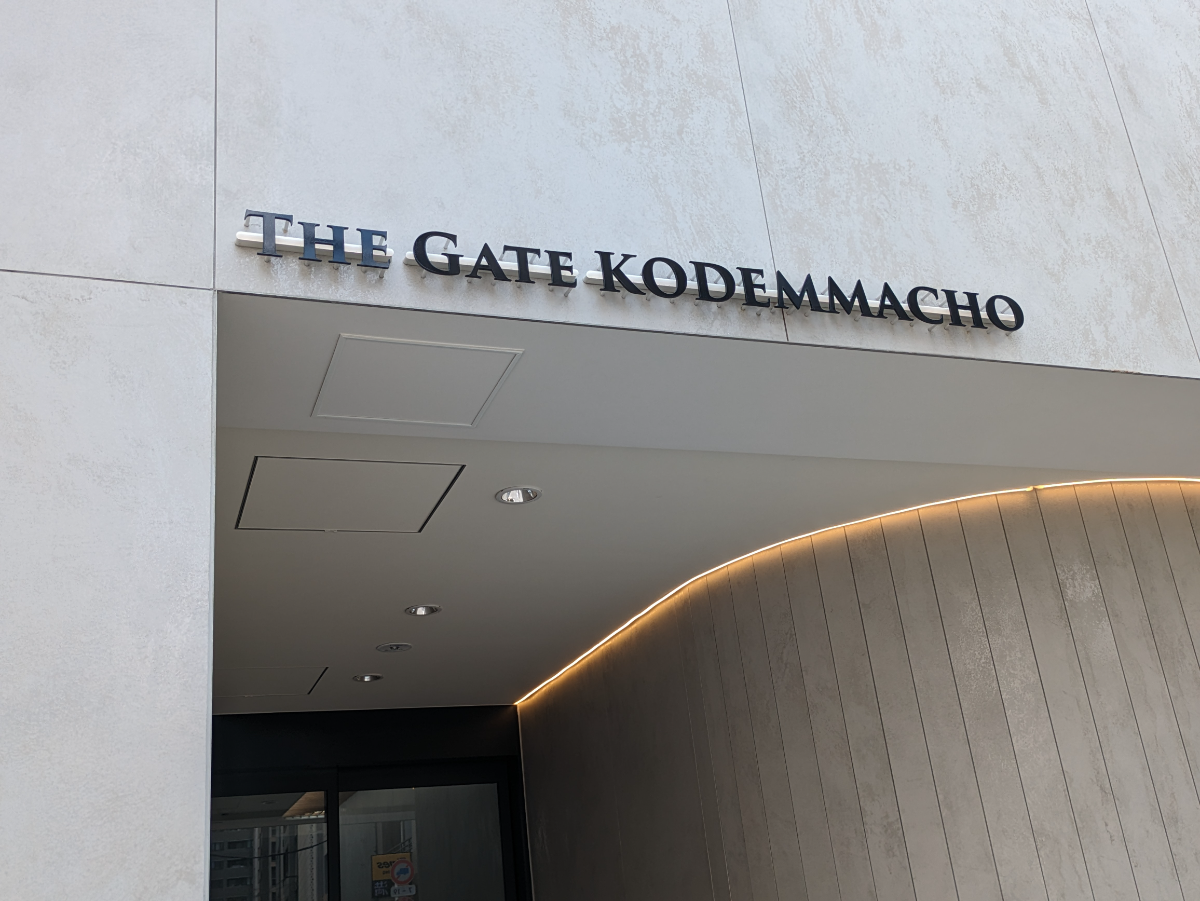 THE GATE KODEMMACHO